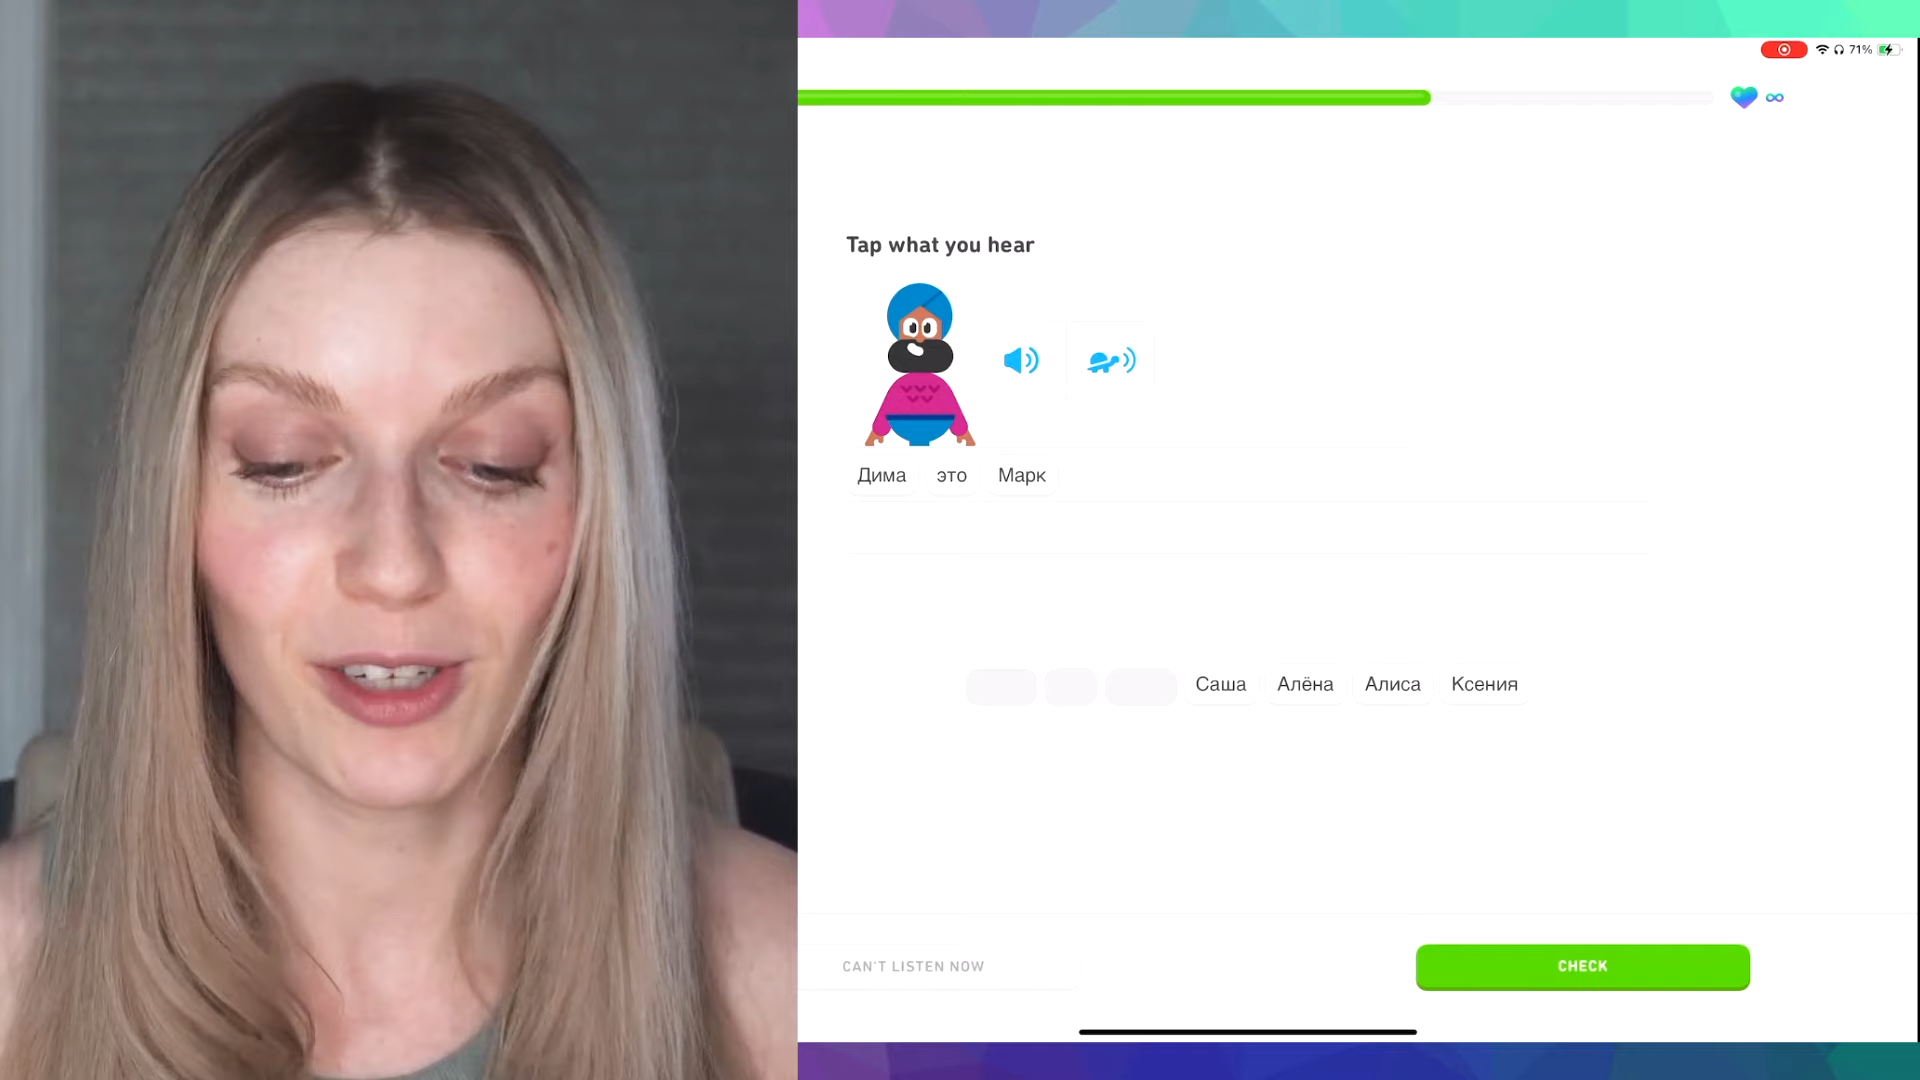 71%
Tap what you hear
Дима это Марк
Саша Алёна Алиса Ксения
CAN'T LISTEN NOW
CHECK